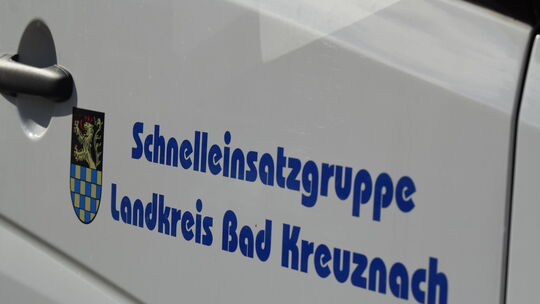 Schnelleinsatzgruppe
Landkreis Bad Kreuznach